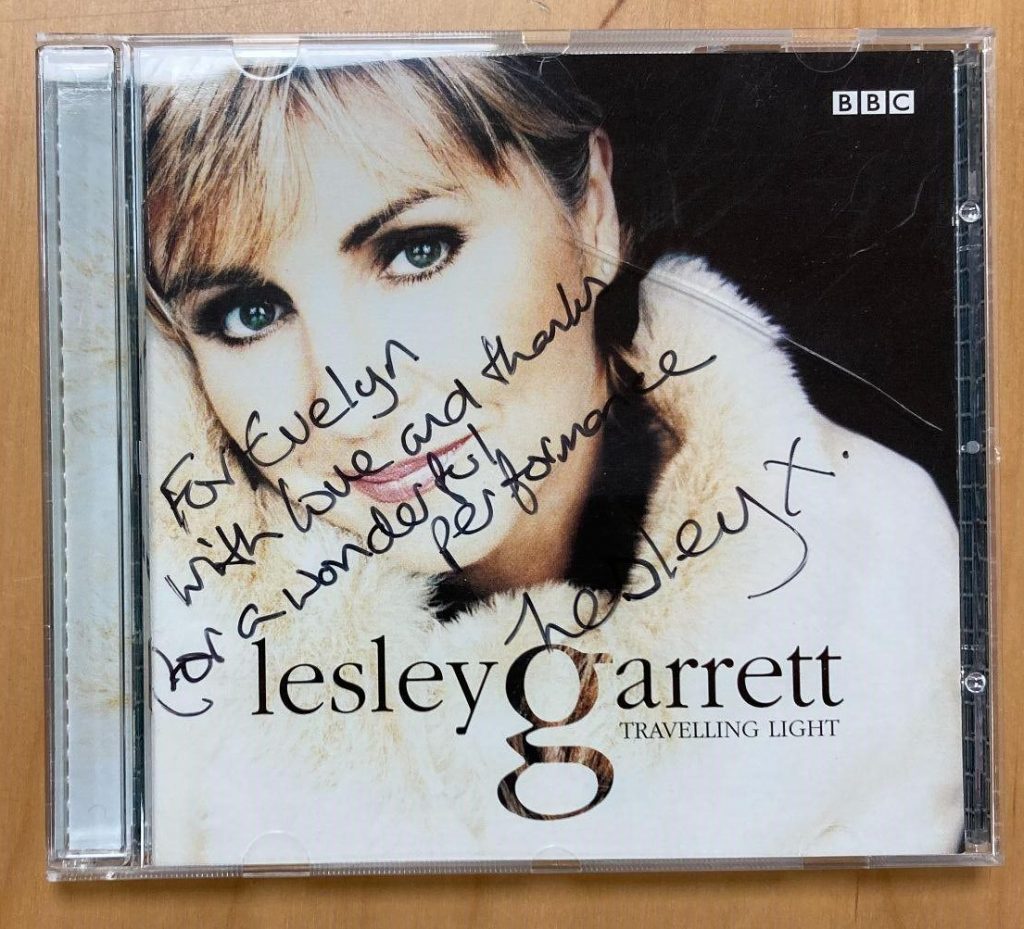 BBC
For Evelyn
with love and thanks
for a wonderful
performance
Lesley x.
lesley garrett
TRAVELLING LIGHT